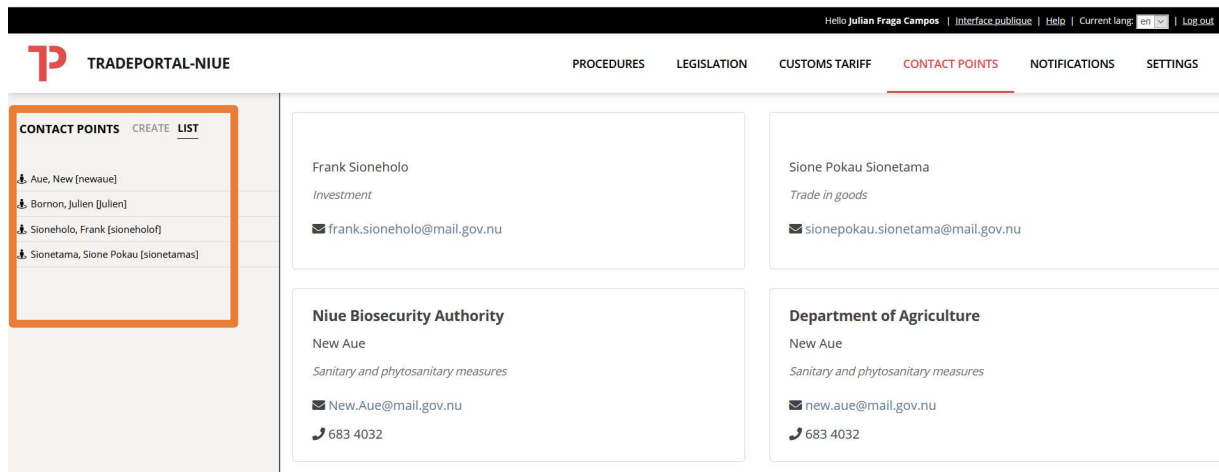 Hello Julian Fraga Campos | Interface publique | Help | Current lang: en | Log out
TRADEPORTAL-NIUE
PROCEDURES LEGISLATION CUSTOMS TARIFF CONTACT POINTS NOTIFICATIONS SETTINGS
CONTACT POINTS CREATE LIST
Aue, New [newaue]
Bornon, Julien [Julien]
Sioneholo, Frank [sioneholof]
Sionetama, Sione Pokau [sionetamas]
Frank Sioneholo
Investment
frank.sioneholo@mail.gov.nu
Sione Pokau Sionetama
Trade in goods
sionepokau.sionetama@mail.gov.nu
Niue Biosecurity Authority
New Aue
Sanitary and phytosanitary measures
New.Aue@mail.gov.nu
683 4032
Department of Agriculture
New Aue
Sanitary and phytosanitary measures
new.aue@mail.gov.nu
683 4032